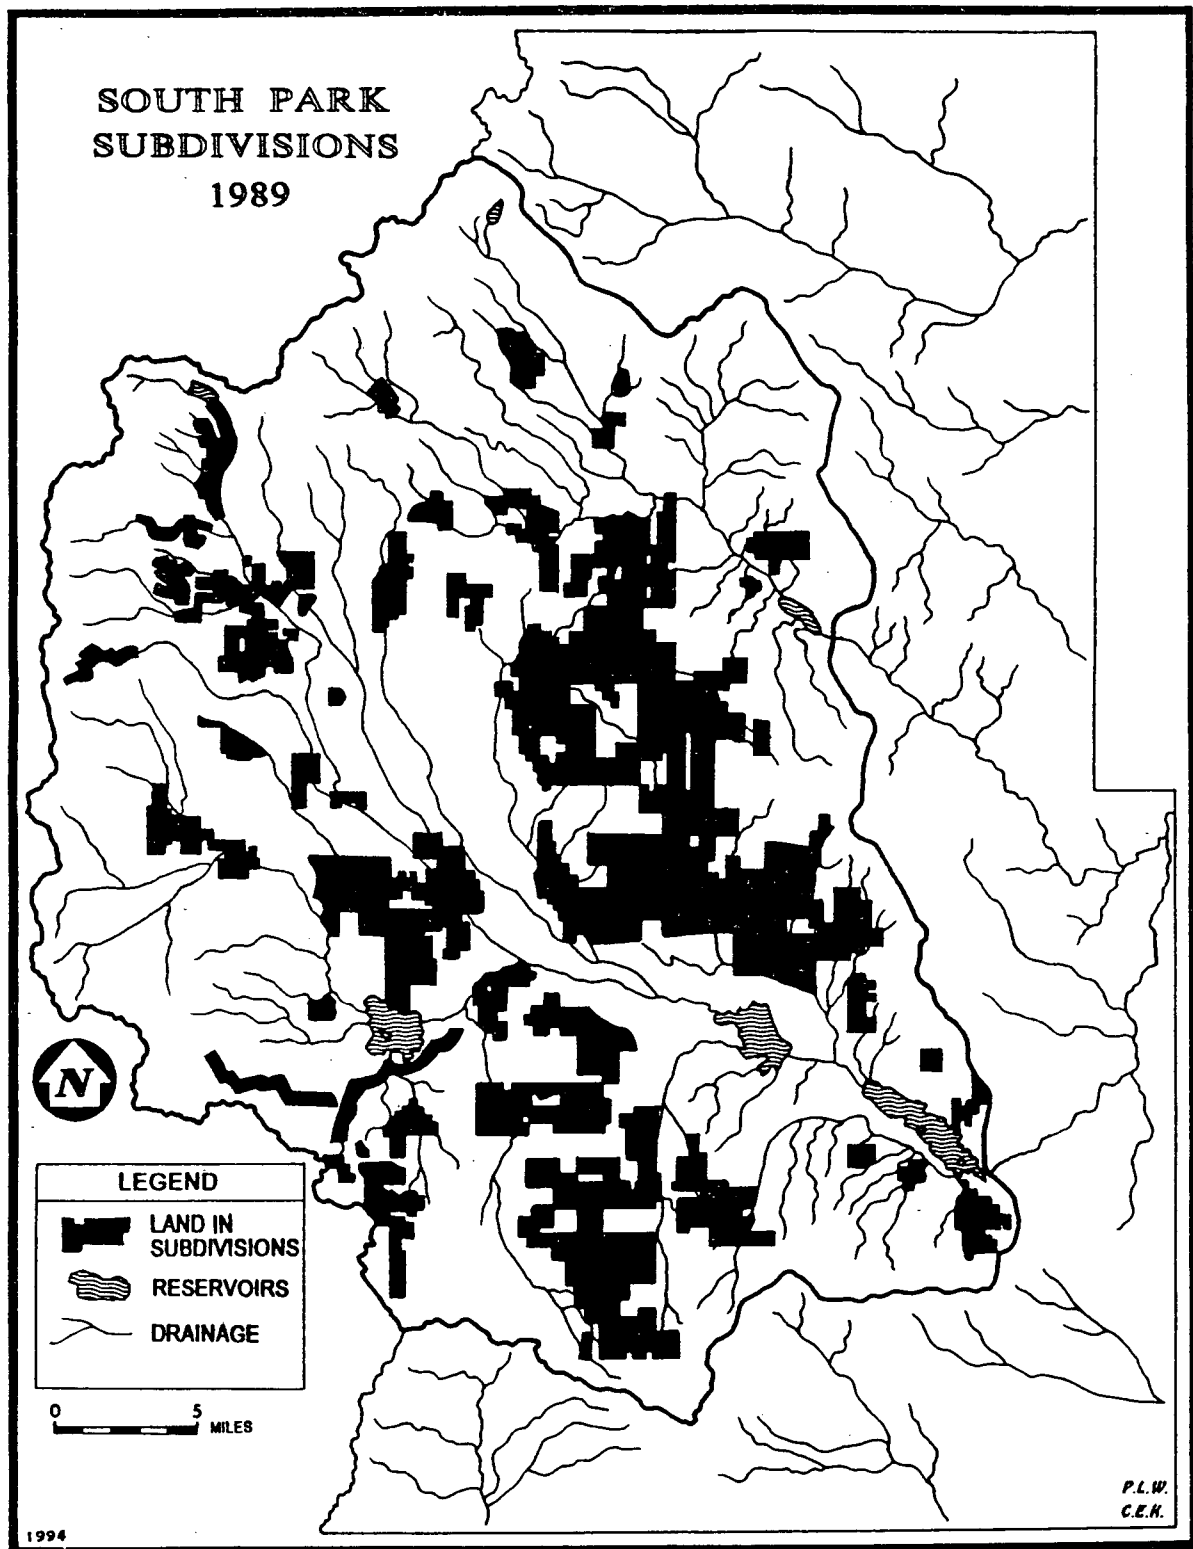 SOUTH PARK
SUBDIVISIONS
1989
N
LEGEND
LAND IN
SUBDIVISIONS
RESERVOIRS
DRAINAGE
0 5
MILES
P.L.W.
C.E.K.
1994